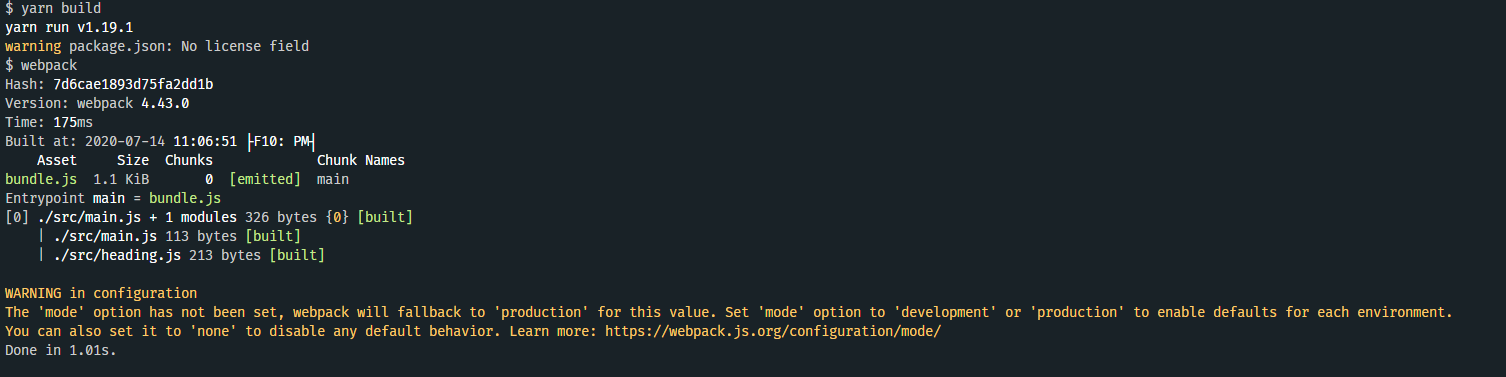 $ yarn build
yarn run v1.19.1
warning package.json: No license field
$ webpack
Hash: 7d6cae1893d75fa2dd1b
Version: webpack 4.43.0
Time: 175ms
Built at: 2020-07-14 11:06:51 ├F10: PM┤
    Asset     Size  Chunks             Chunk Names
bundle.js  1.1 KiB       0  [emitted]  main
Entrypoint main = bundle.js
[0] ./src/main.js + 1 modules 326 bytes {0} [built]
    | ./src/main.js 113 bytes [built]
    | ./src/heading.js 213 bytes [built]

WARNING in configuration
The 'mode' option has not been set, webpack will fallback to 'production' for this value. Set 'mode' option to 'development' or 'production' to enable defaults for each environment.
You can also set it to 'none' to disable any default behavior. Learn more: https://webpack.js.org/configuration/mode/
Done in 1.01s.